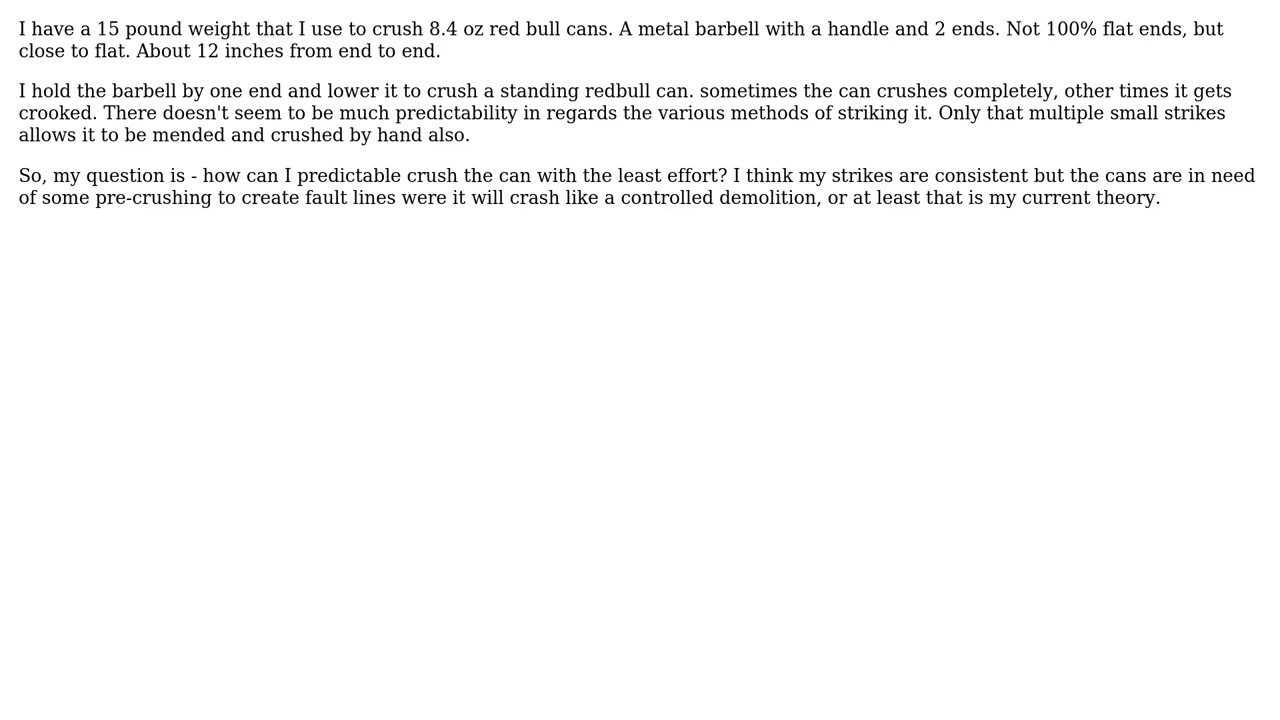 I have a 15 pound weight that I use to crush 8.4 oz red bull cans. A metal barbell with a handle and 2 ends. Not 100% flat ends, but
close to flat. About 12 inches from end to end.
I hold the barbell by one end and lower it to crush a standing redbull can. sometimes the can crushes completely, other times it gets
crooked. There doesn't seem to be much predictability in regards the various methods of striking it. Only that multiple small strikes
allows it to be mended and crushed by hand also.
So, my question is - how can I predictable crush the can with the least effort? I think my strikes are consistent but the cans are in need
of some pre-crushing to create fault lines were it will crash like a controlled demolition, or at least that is my current theory.